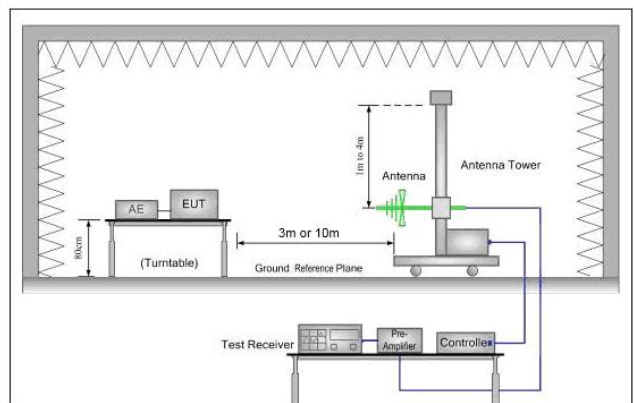 1m to 4m
Antenna
Antenna Tower
AE
EUT
80cm
3m or 10m
(Turntable)
Ground Reference Plane
Test Receiver
Pre-
Amplifier
Controller